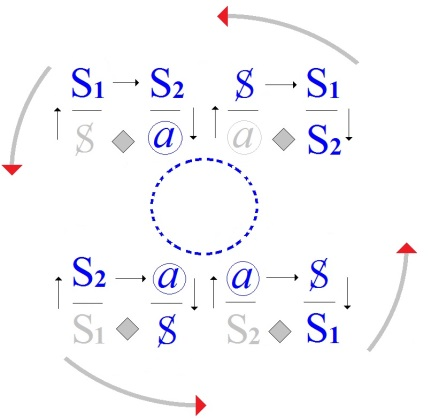 S1 → S2 $ → S1
$ a a S2
S2 → a a → $
S1 $ S2 S1